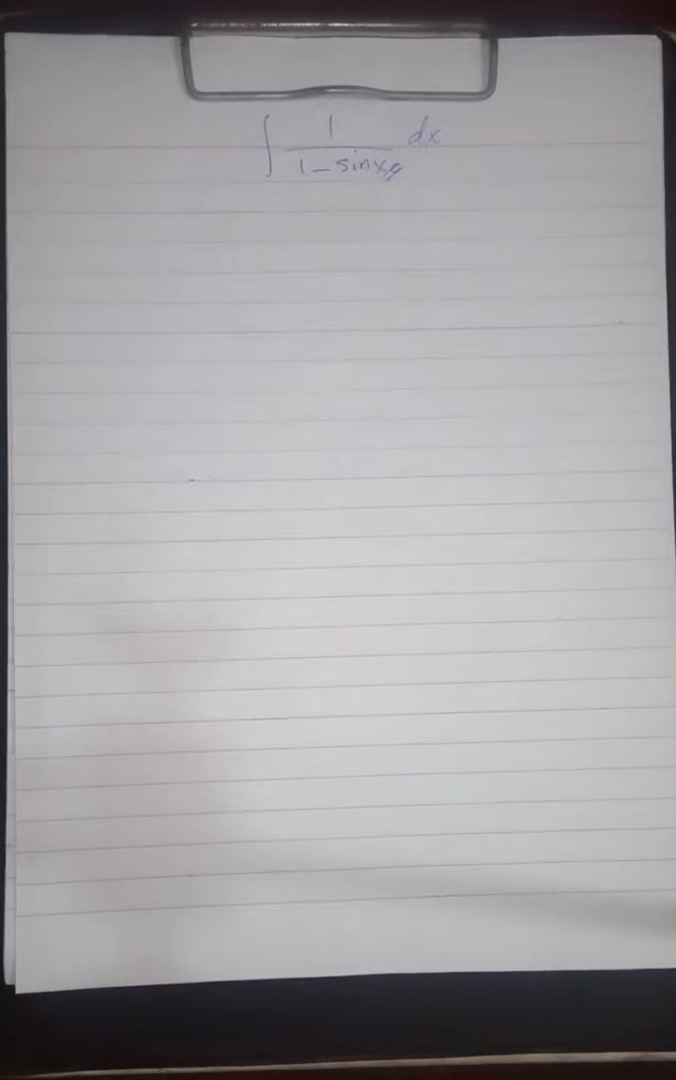 ∫ 1/(1 - sinx) dx